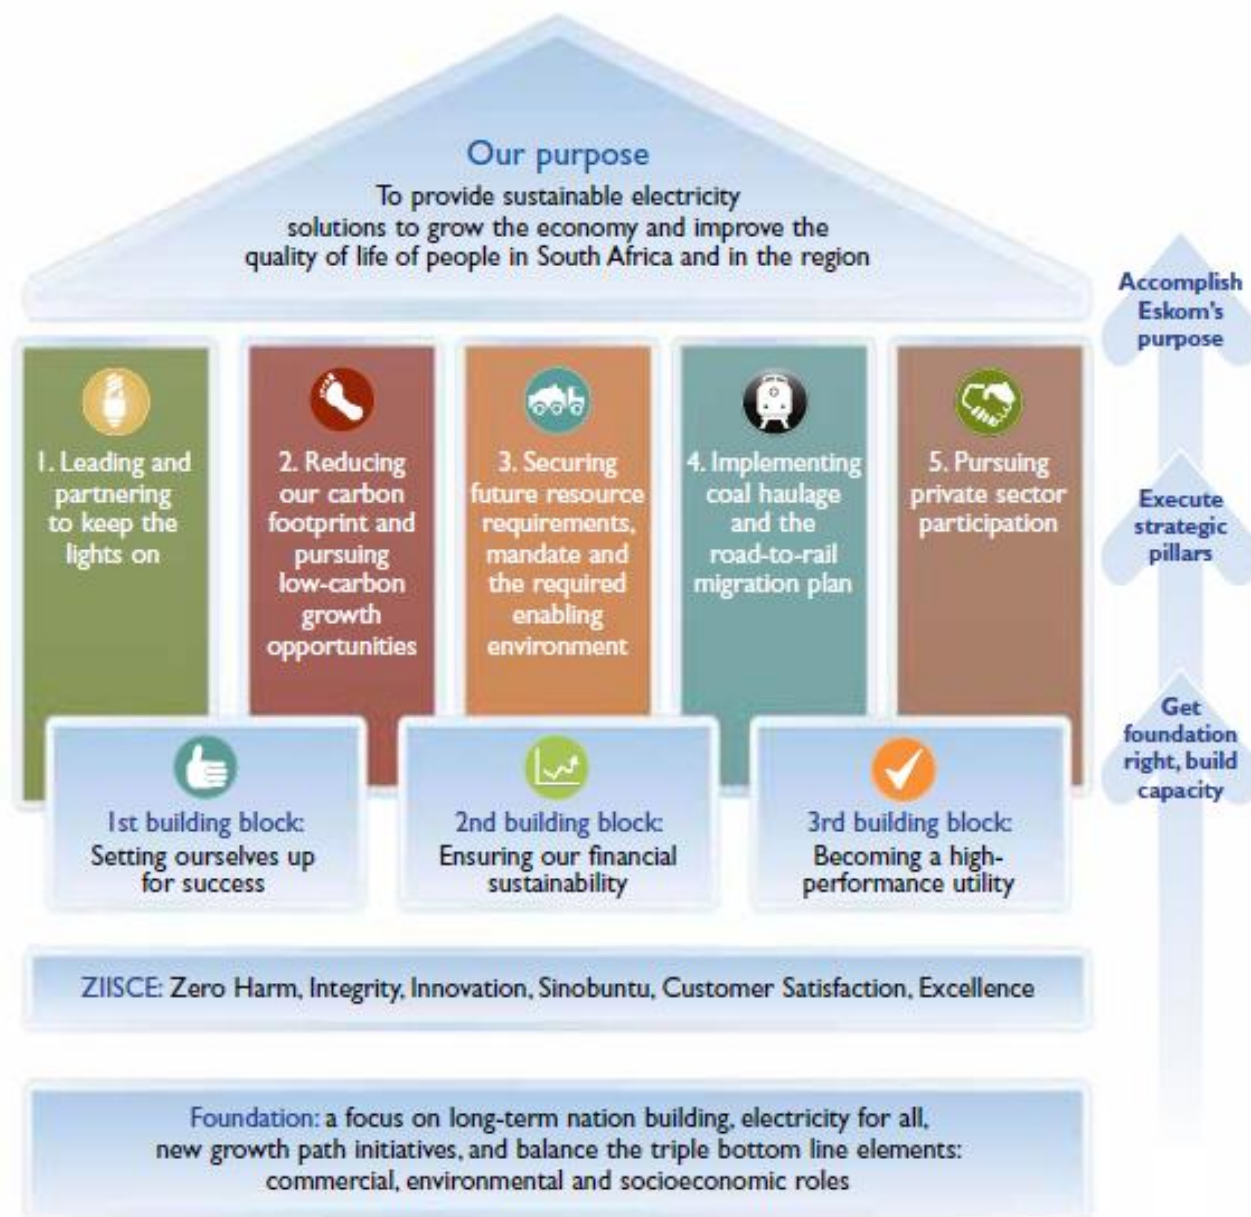 Our purpose
To provide sustainable electricity
solutions to grow the economy and improve the
quality of life of people in South Africa and in the region
Accomplish
Eskom's
purpose
1. Leading and
partnering
to keep the
lights on
2. Reducing
our carbon
footprint and
pursuing
low-carbon
growth
opportunities
3. Securing
future resource
requirements,
mandate and
the required
enabling
environment
4. Implementing
coal haulage
and the
road-to-rail
migration plan
5. Pursuing
private sector
participation
Execute
strategic
pillars
Get
foundation
right, build
capacity
1st building block:
Setting ourselves up
for success
2nd building block:
Ensuring our financial
sustainability
3rd building block:
Becoming a high-
performance utility
ZIISCE: Zero Harm, Integrity, Innovation, Sinobuntu, Customer Satisfaction, Excellence
Foundation: a focus on long-term nation building, electricity for all,
new growth path initiatives, and balance the triple bottom line elements:
commercial, environmental and socioeconomic roles